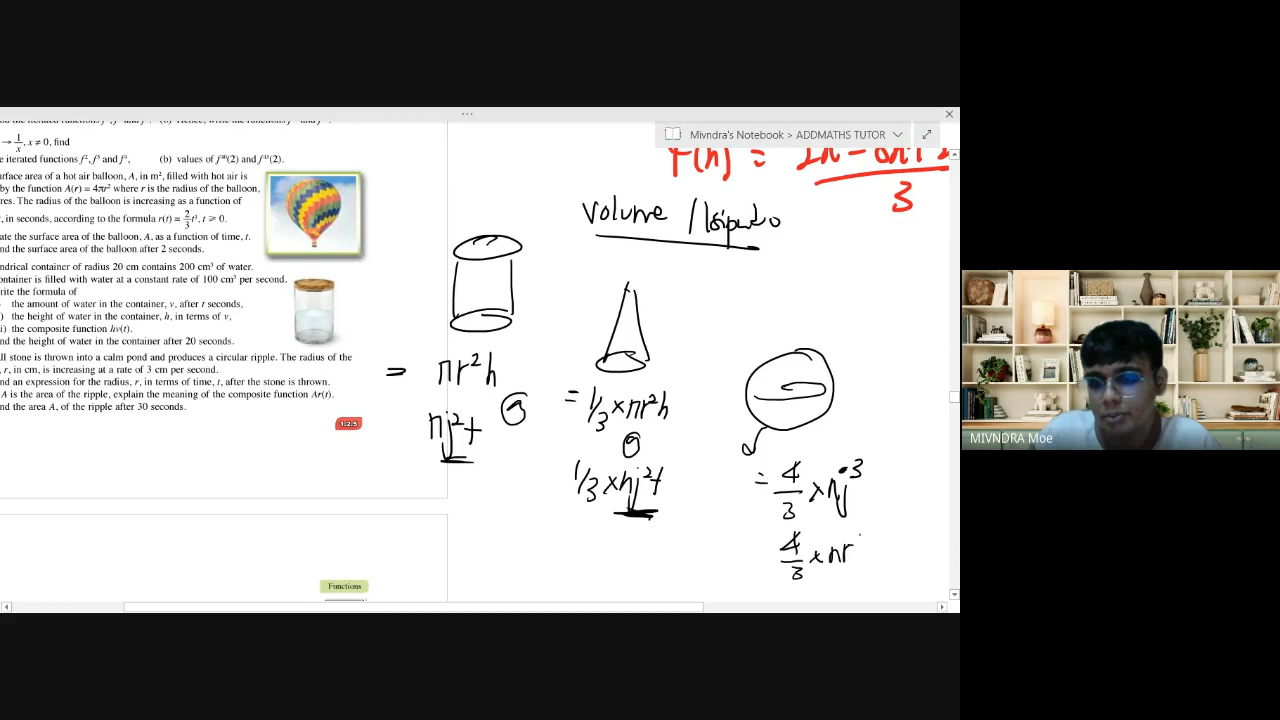 Mivndra's Notebook > ADDMATHS TUTOR
→ 1/x, x ≠ 0, find
e iterated functions f², f³ and f⁴, (b) values of f⁴⁰(2) and f⁴³(2).
urface area of a hot air balloon, A, in m², filled with hot air is
by the function A(r) = 4πr² where r is the radius of the balloon,
res. The radius of the balloon is increasing as a function of
, in seconds, according to the formula r(t) = 2/3 t³, t ⩾ 0.
ate the surface area of the balloon, A, as a function of time, t.
nd the surface area of the balloon after 2 seconds.
ndrical container of radius 20 cm contains 200 cm³ of water.
ontainer is filled with water at a constant rate of 100 cm³ per second.
rite the formula of
the amount of water in the container, v, after t seconds,
) the height of water in the container, h, in terms of v,
i) the composite function hv(t).
nd the height of water in the container after 20 seconds.
ll stone is thrown into a calm pond and produces a circular ripple. The radius of the
, r, in cm, is increasing at a rate of 3 cm per second.
nd an expression for the radius, r, in terms of time, t, after the stone is thrown.
A is the area of the ripple, explain the meaning of the composite function Ar(t).
nd the area A, of the ripple after 30 seconds.
1.2.5
Functions
3
Volume / Isipadu
= πr²h
πj²t
= 1/3 × πr²h
1/3 × πj²t
= 4/3 × πj³
4/3 × πr
MIVNDRA Moe